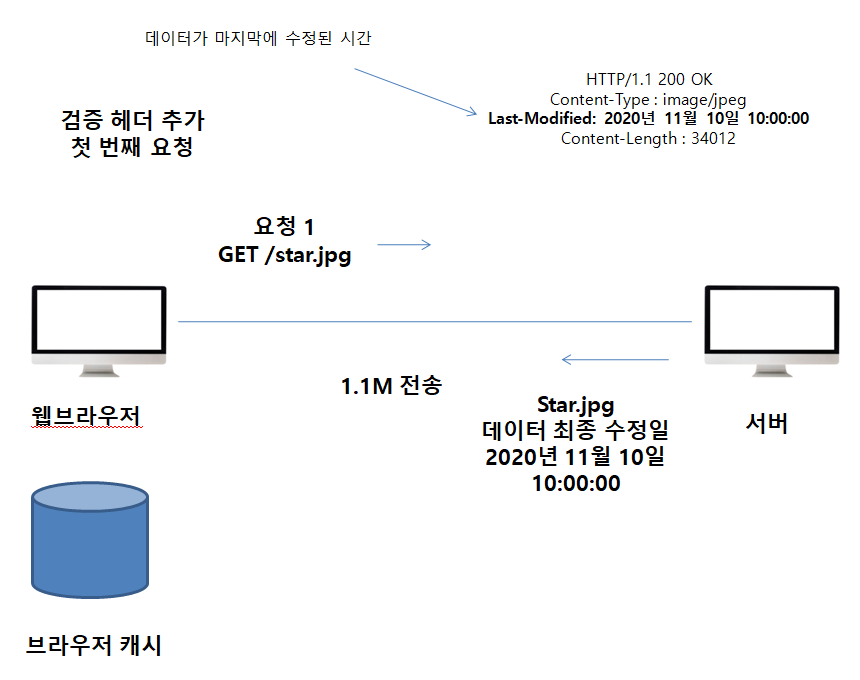 데이터가 마지막에 수정된 시간
HTTP/1.1 200 OK
Content-Type : image/jpeg
Last-Modified: 2020년 11월 10일 10:00:00
Content-Length : 34012
검증 헤더 추가
첫 번째 요청
요청 1
GET /star.jpg
1.1M 전송
웹브라우저
Star.jpg
데이터 최종 수정일
2020년 11월 10일
10:00:00
서버
브라우저 캐시